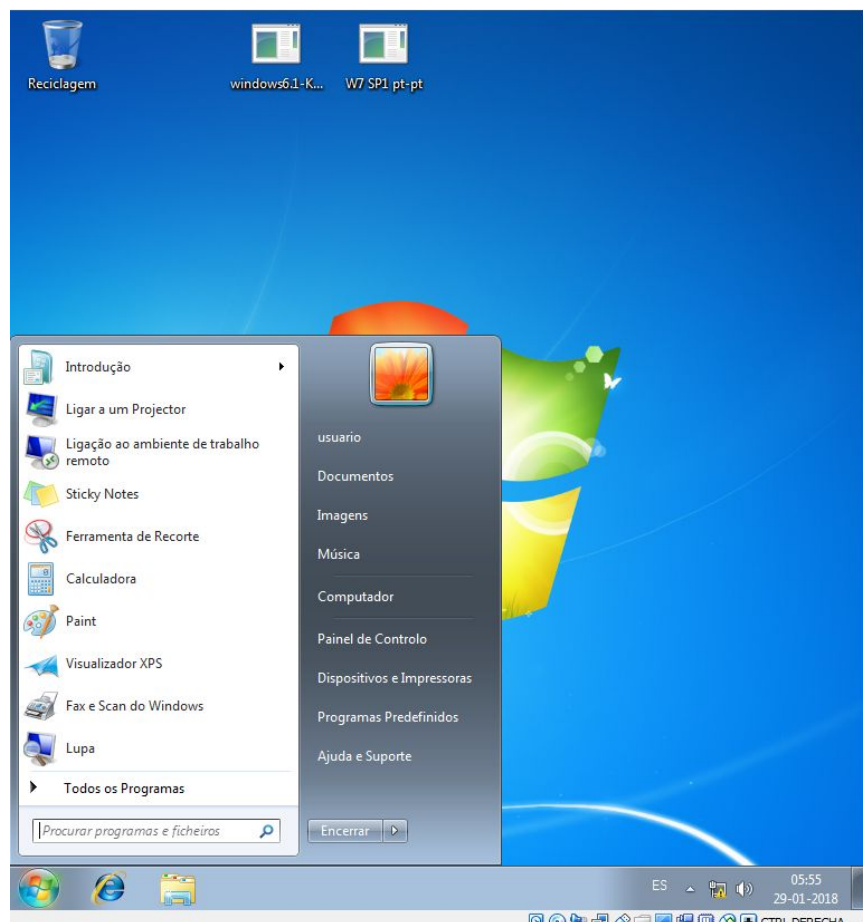 Reciclagem
windows6.1-K...
W7 SP1 pt-pt
Introdução
Ligar a um Projector
Ligação ao ambiente de trabalho
remoto
Sticky Notes
Ferramenta de Recorte
Calculadora
Paint
Visualizador XPS
Fax e Scan do Windows
Lupa
Todos os Programas
Procurar programas e ficheiros
usuario
Documentos
Imagens
Música
Computador
Painel de Controlo
Dispositivos e Impressoras
Programas Predefinidos
Ajuda e Suporte
Encerrar
ES
05:55
29-01-2018
CTRL DERECHA